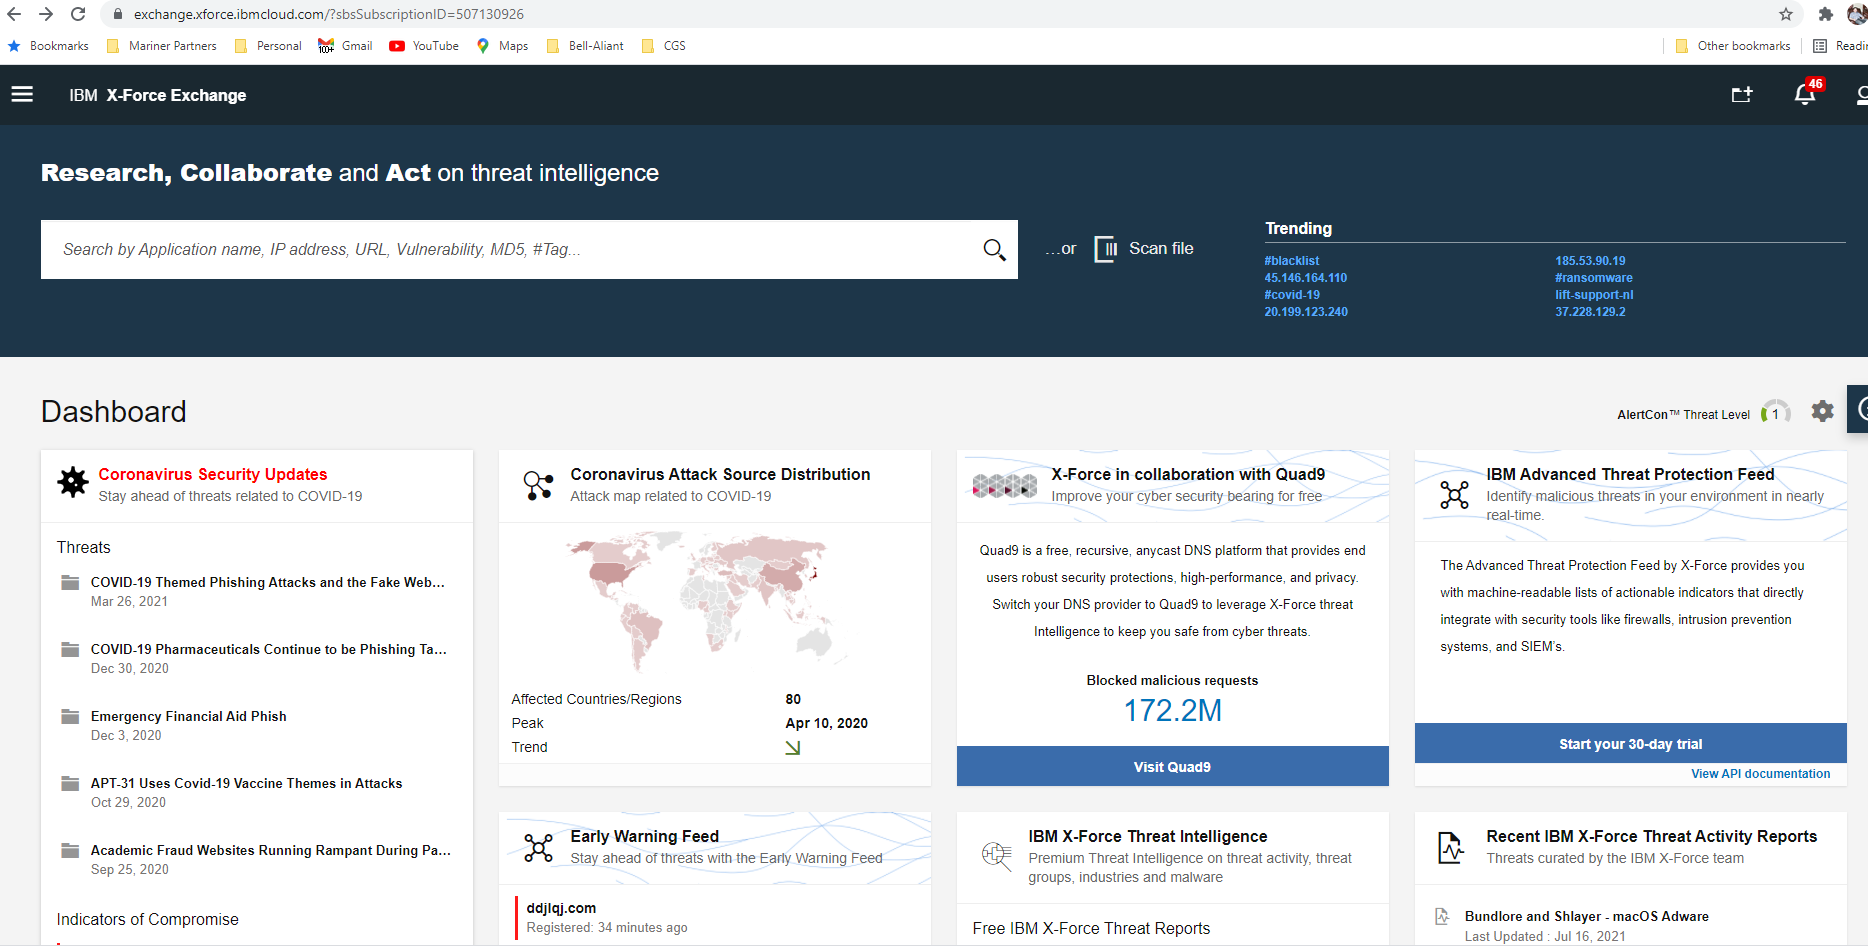 exchange.xforce.ibmcloud.com/?sbsSubscriptionID=507130926
Bookmarks
Mariner Partners
Personal
100+
Gmail
YouTube
Maps
Bell-Aliant
CGS
Other bookmarks
IBM X-Force Exchange
46
Research, Collaborate and Act on threat intelligence
Search by Application name, IP address, URL, Vulnerability, MD5, #Tag...
...or
Scan file
Trending
#blacklist
45.146.164.110
#covid-19
20.199.123.240
185.53.90.19
#ransomware
lift-support-nl
37.228.129.2
Dashboard
AlertCon™ Threat Level
1
Coronavirus Security Updates
Stay ahead of threats related to COVID-19
Threats
COVID-19 Themed Phishing Attacks and the Fake Web...
Mar 26, 2021
COVID-19 Pharmaceuticals Continue to be Phishing Ta...
Dec 30, 2020
Emergency Financial Aid Phish
Dec 3, 2020
APT-31 Uses Covid-19 Vaccine Themes in Attacks
Oct 29, 2020
Academic Fraud Websites Running Rampant During Pa...
Sep 25, 2020
Indicators of Compromise
Coronavirus Attack Source Distribution
Attack map related to COVID-19
Affected Countries/Regions 80
Peak Apr 10, 2020
Trend
Early Warning Feed
Stay ahead of threats with the Early Warning Feed
ddjlqj.com
Registered: 34 minutes ago
X-Force in collaboration with Quad9
Improve your cyber security bearing for free
Quad9 is a free, recursive, anycast DNS platform that provides end
users robust security protections, high-performance, and privacy.
Switch your DNS provider to Quad9 to leverage X-Force threat
Intelligence to keep you safe from cyber threats.
Blocked malicious requests
172.2M
Visit Quad9
IBM X-Force Threat Intelligence
Premium Threat Intelligence on threat activity, threat
groups, industries and malware
Free IBM X-Force Threat Reports
IBM Advanced Threat Protection Feed
Identify malicious threats in your environment in nearly
real-time.
The Advanced Threat Protection Feed by X-Force provides you
with machine-readable lists of actionable indicators that directly
integrate with security tools like firewalls, intrusion prevention
systems, and SIEM's.
Start your 30-day trial
View API documentation
Recent IBM X-Force Threat Activity Reports
Threats curated by the IBM X-Force team
Bundlore and Shlayer - macOS Adware
Last Updated : Jul 16, 2021